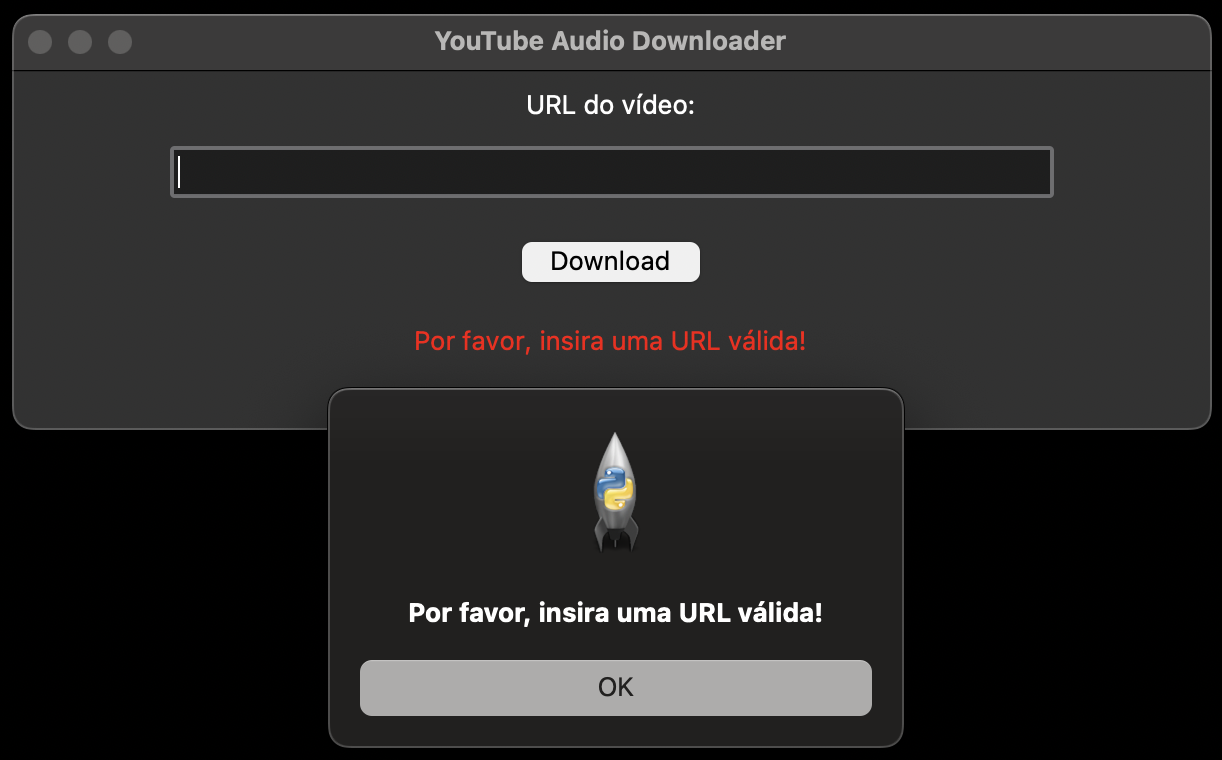 YouTube Audio Downloader
URL do vídeo:
Download
Por favor, insira uma URL válida!
Por favor, insira uma URL válida!
OK